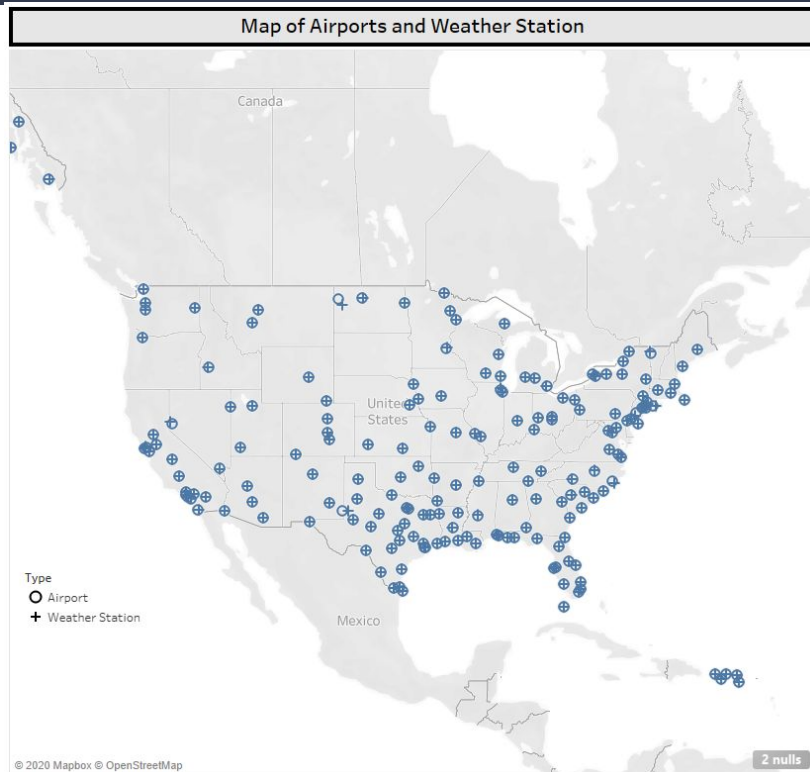 Map of Airports and Weather Station
Canada
United
States
Type
Airport
Weather Station
Mexico
© 2020 Mapbox © OpenStreetMap
2 nulls